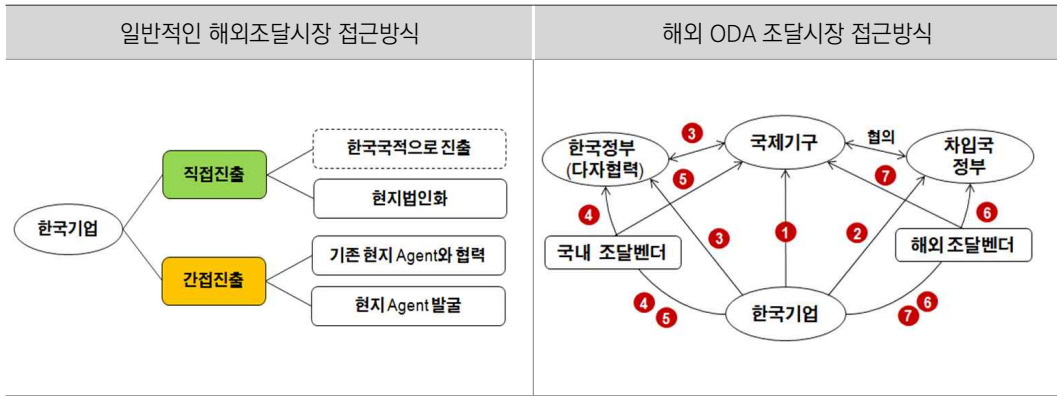 일반적인 해외조달시장 접근방식
해외 ODA 조달시장 접근방식
한국기업
직접진출
한국국적으로 진출
현지법인화
간접진출
기존 현지 Agent와 협력
현지 Agent 발굴
한국정부
(다자협력)
3
국제기구
협의
차입국
정부
5
7
4
6
국내 조달벤더
3
1
2
해외 조달벤더
4
5
한국기업
6
7